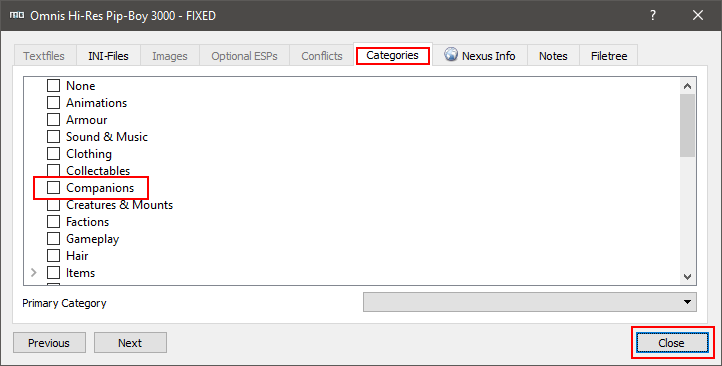 MO Omnis Hi-Res Pip-Boy 3000 - FIXED ?
Textfiles INI-Files Images Optional ESPs Conflicts Categories Nexus Info Notes Filetree
None
Animations
Armour
Sound & Music
Clothing
Collectables
Companions
Creatures & Mounts
Factions
Gameplay
Hair
Items
Primary Category
Previous Next Close